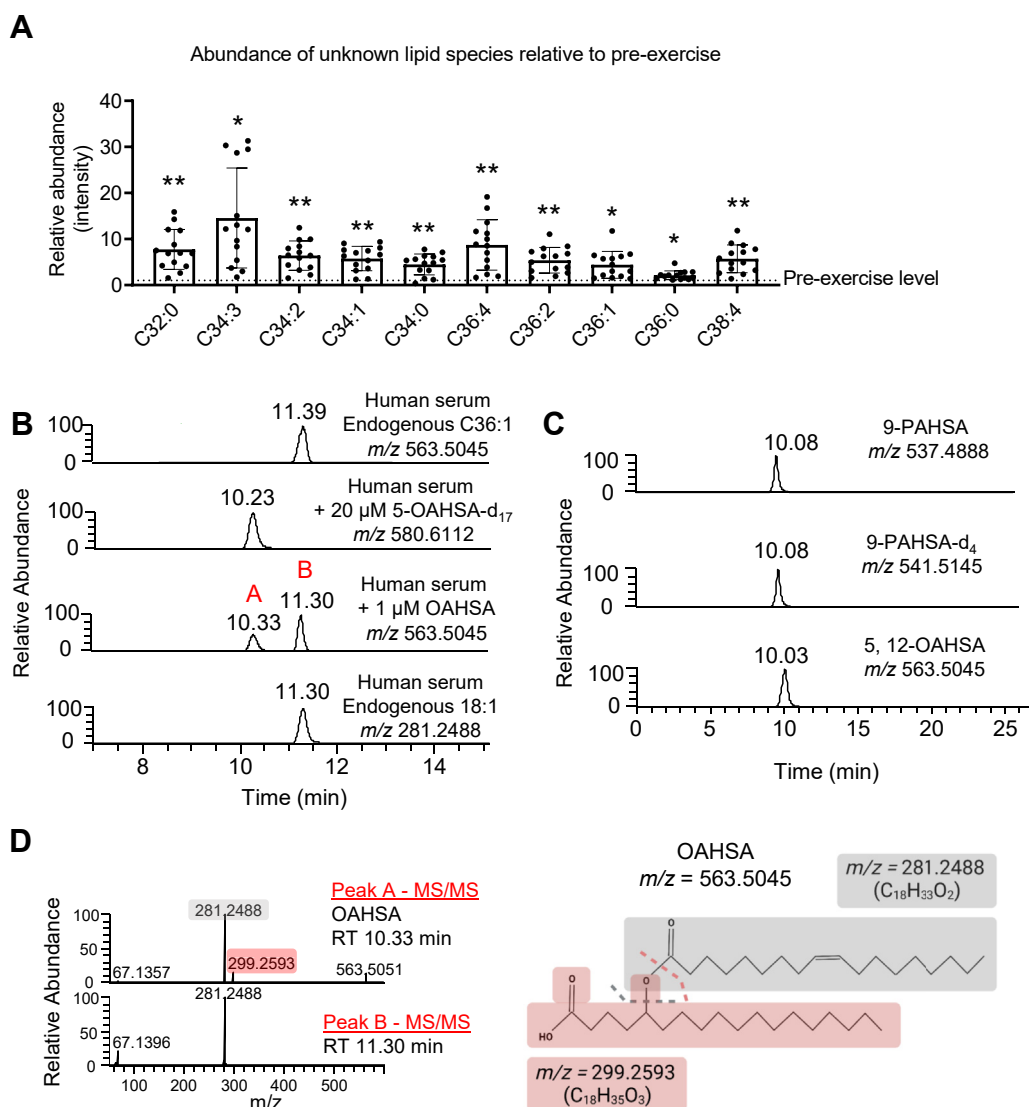 A
Abundance of unknown lipid species relative to pre-exercise
Relative abundance
(intensity)
40
30
20
10
0
**
*
**
**
**
**
**
*
*
**
Pre-exercise level
C32:0
C34:3
C34:2
C34:1
C34:0
C36:4
C36:2
C36:1
C36:0
C38:4
B
Relative Abundance
100
0
11.39
Human serum
Endogenous C36:1
m/z 563.5045
100
0
10.23
Human serum
+ 20 µM 5-OAHSA-d17
m/z 580.6112
100
0
A
10.33
B
11.30
Human serum
+ 1 µM OAHSA
m/z 563.5045
100
0
11.30
Human serum
Endogenous 18:1
m/z 281.2488
8 10 12 14
Time (min)
C
Relative Abundance
100
0
10.08
9-PAHSA
m/z 537.4888
100
0
10.08
9-PAHSA-d4
m/z 541.5145
100
0
10.03
5, 12-OAHSA
m/z 563.5045
0 5 10 15 20 25
Time (min)
D
Relative Abundance
100
50
0
67.1357
281.2488
299.2593
563.5051
Peak A - MS/MS
OAHSA
RT 10.33 min
100
50
0
67.1396
281.2488
Peak B - MS/MS
RT 11.30 min
100 200 300 400 500
m/z
OAHSA
m/z = 563.5045
m/z = 281.2488
(C18H33O2)
O
O
O
HO
m/z = 299.2593
(C18H35O3)